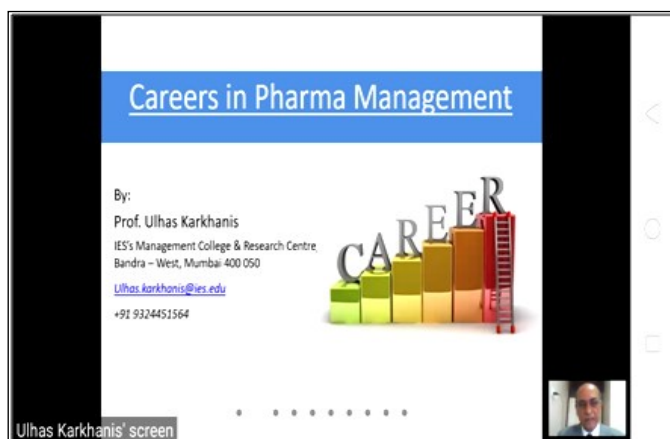 Careers in Pharma Management
By:
Prof. Ulhas Karkhanis
IES's Management College & Research Centre,
Bandra – West, Mumbai 400 050
Ulhas.karkhanis@ies.edu
+91 9324451564
CAREER
Ulhas Karkhanis' screen